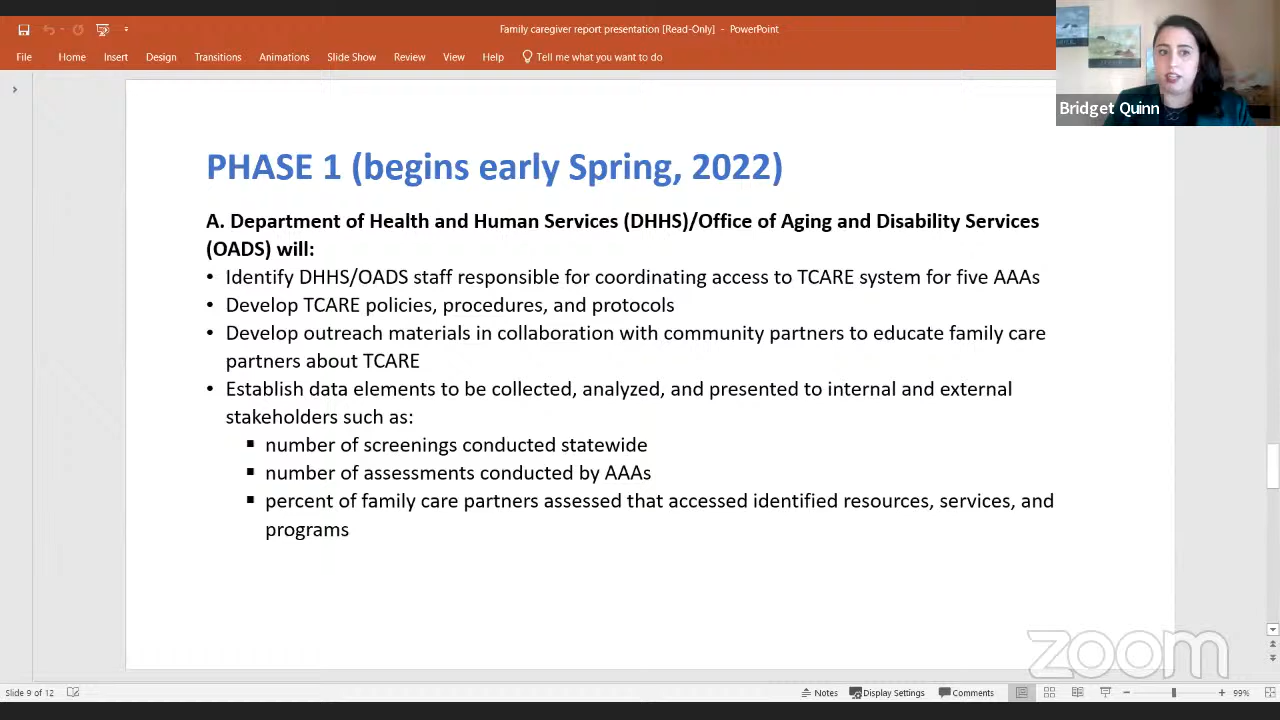 Family caregiver report presentation [Read-Only] - PowerPoint
File Home Insert Design Transitions Animations Slide Show Review View Help Tell me what you want to do
Bridget Quinn
PHASE 1 (begins early Spring, 2022)
A. Department of Health and Human Services (DHHS)/Office of Aging and Disability Services
(OADS) will:
• Identify DHHS/OADS staff responsible for coordinating access to TCARE system for five AAAs
• Develop TCARE policies, procedures, and protocols
• Develop outreach materials in collaboration with community partners to educate family care
partners about TCARE
• Establish data elements to be collected, analyzed, and presented to internal and external
stakeholders such as:
▪ number of screenings conducted statewide
▪ number of assessments conducted by AAAs
▪ percent of family care partners assessed that accessed identified resources, services, and
programs
zoom
Slide 9 of 12 Notes Display Settings Comments 99%